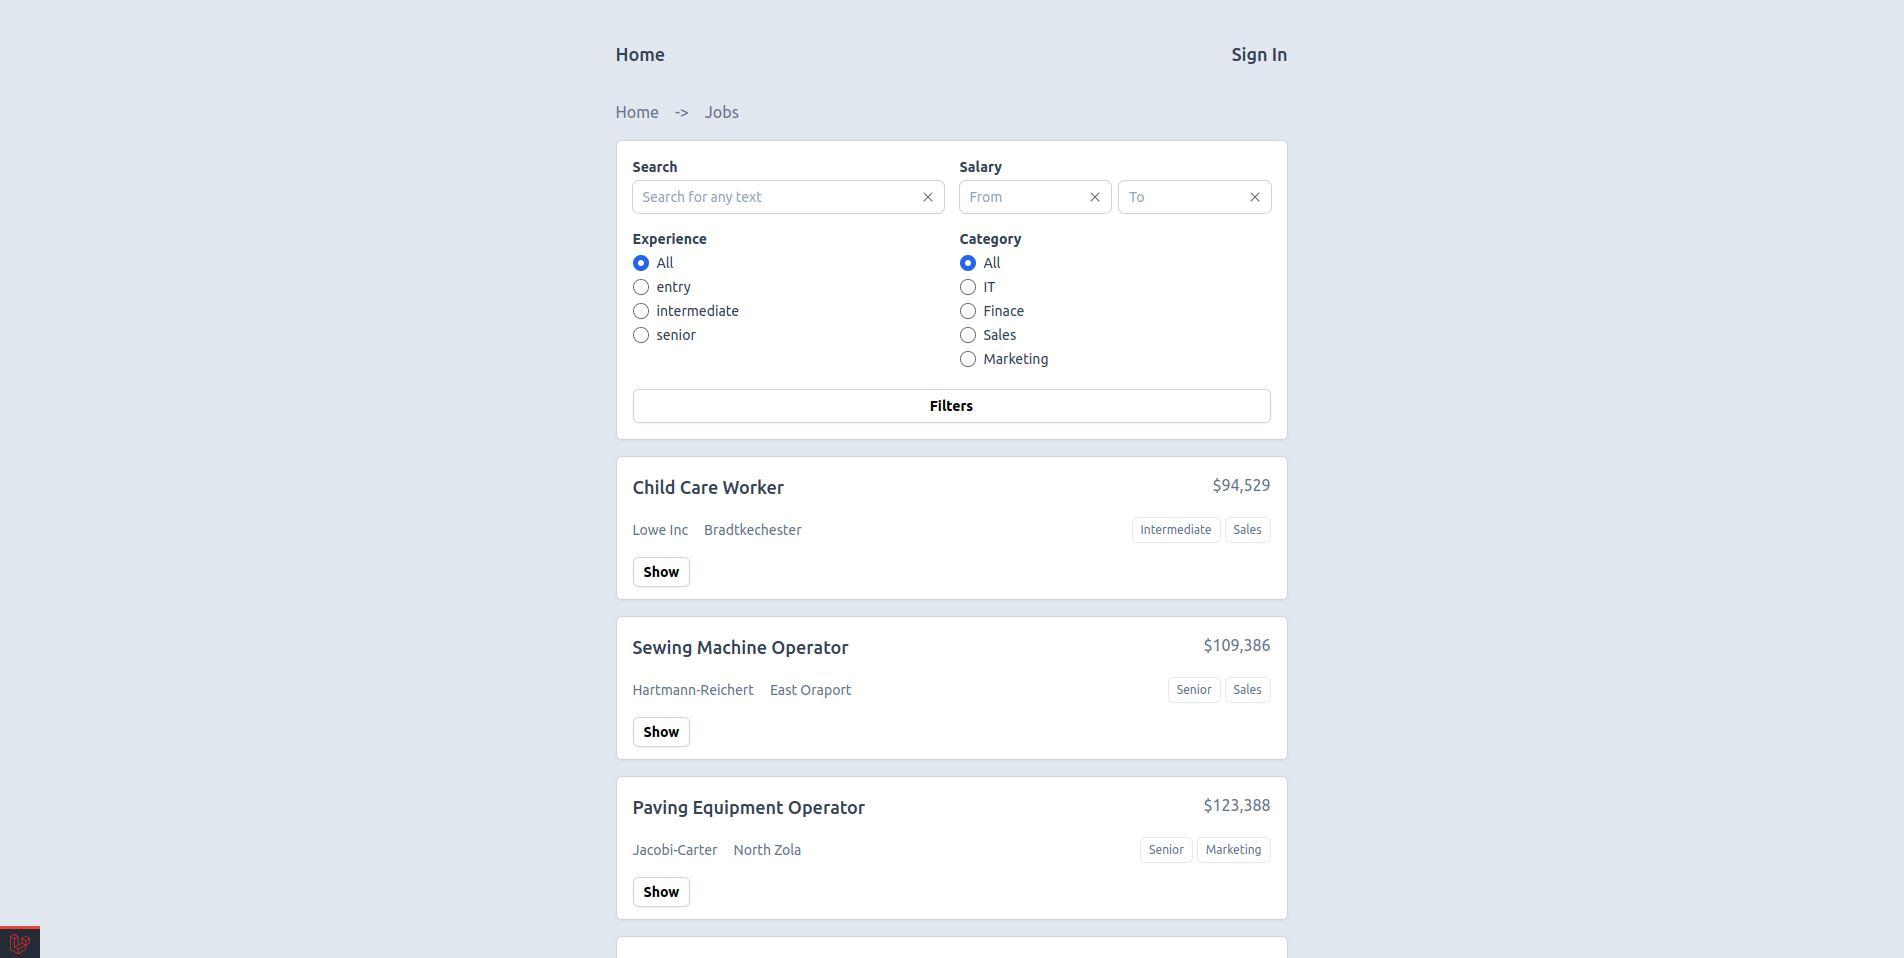 Home Sign In
Home -> Jobs
Search Salary
Search for any text From To
Experience Category
All All
entry IT
intermediate Finace
senior Sales
Marketing
Filters
Child Care Worker $94,529
Lowe Inc Bradtkechester Intermediate Sales
Show
Sewing Machine Operator $109,386
Hartmann-Reichert East Oraport Senior Sales
Show
Paving Equipment Operator $123,388
Jacobi-Carter North Zola Senior Marketing
Show